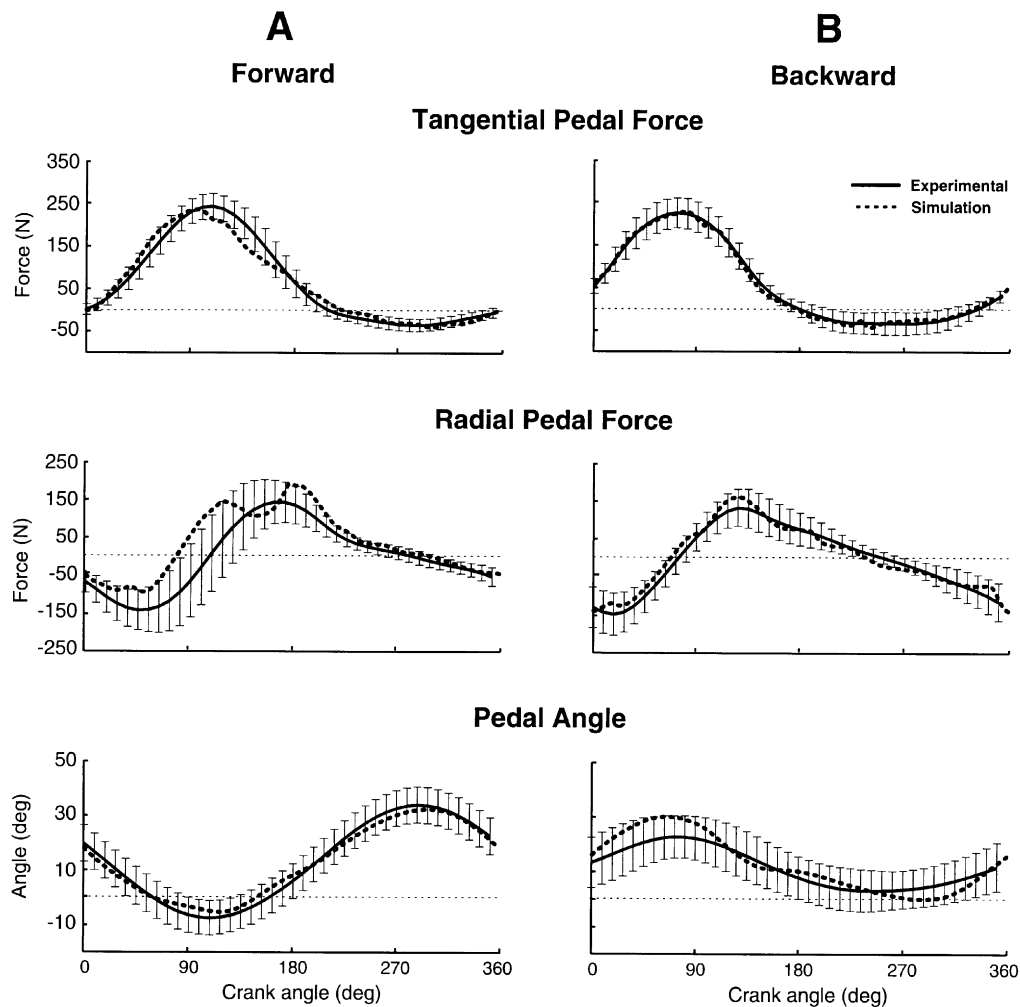 A
B
Forward
Backward
Tangential Pedal Force
350
250
150
50
-50
Force (N)
Experimental
Simulation
Radial Pedal Force
250
150
50
-50
-150
-250
Force (N)
Pedal Angle
50
30
10
-10
Angle (deg)
0 90 180 270 360
Crank angle (deg)
0 90 180 270 360
Crank angle (deg)